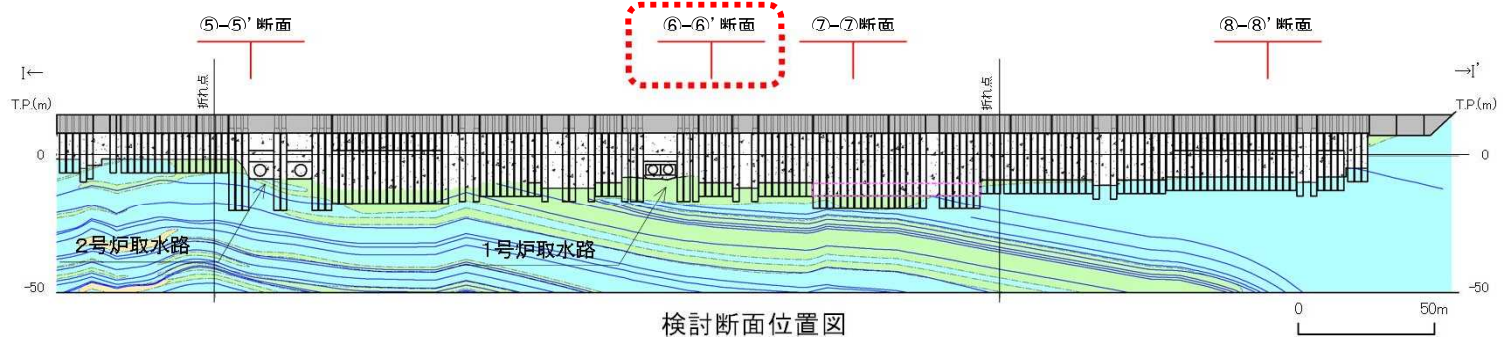 ⑤-⑤' 断面
⑥-⑥' 断面
⑦-⑦ 断面
⑧-⑧' 断面
I←
→I'
T.P.(m)
折れ点
折れ点
T.P.(m)
0
0
2号炉取水路
1号炉取水路
-50
-50
検討断面位置図
0 50m